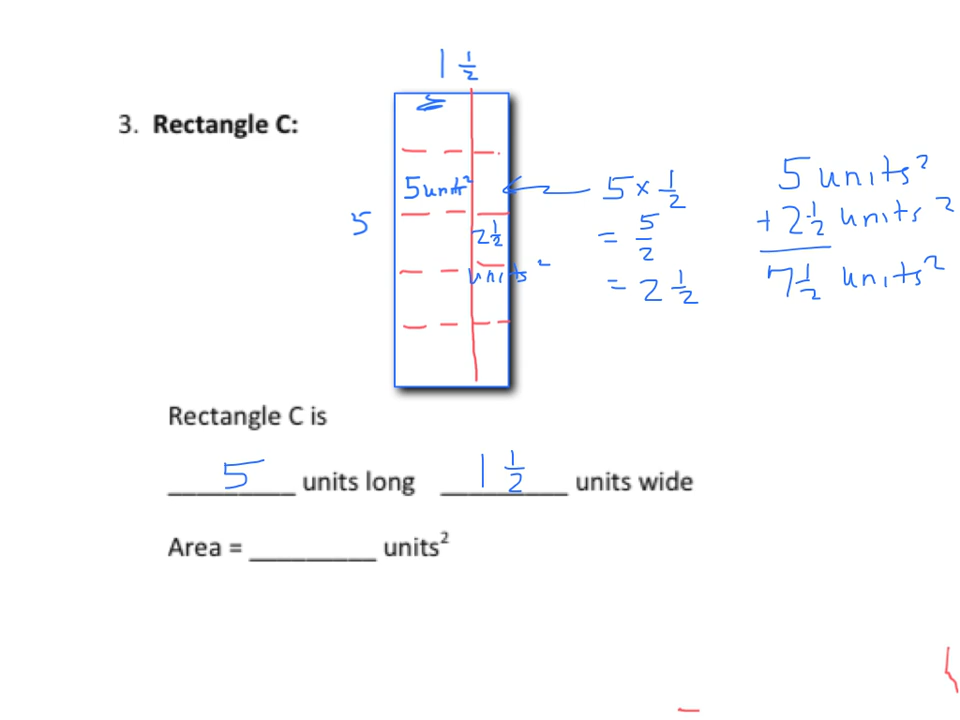 1 1/2
3. Rectangle C:
5 unit²
5
2 1/2
units²
5 × 1/2
= 5/2
= 2 1/2
5 units²
+ 2 1/2 units²
7 1/2 units²
Rectangle C is
5 units long 1 1/2 units wide
Area = ________ units²